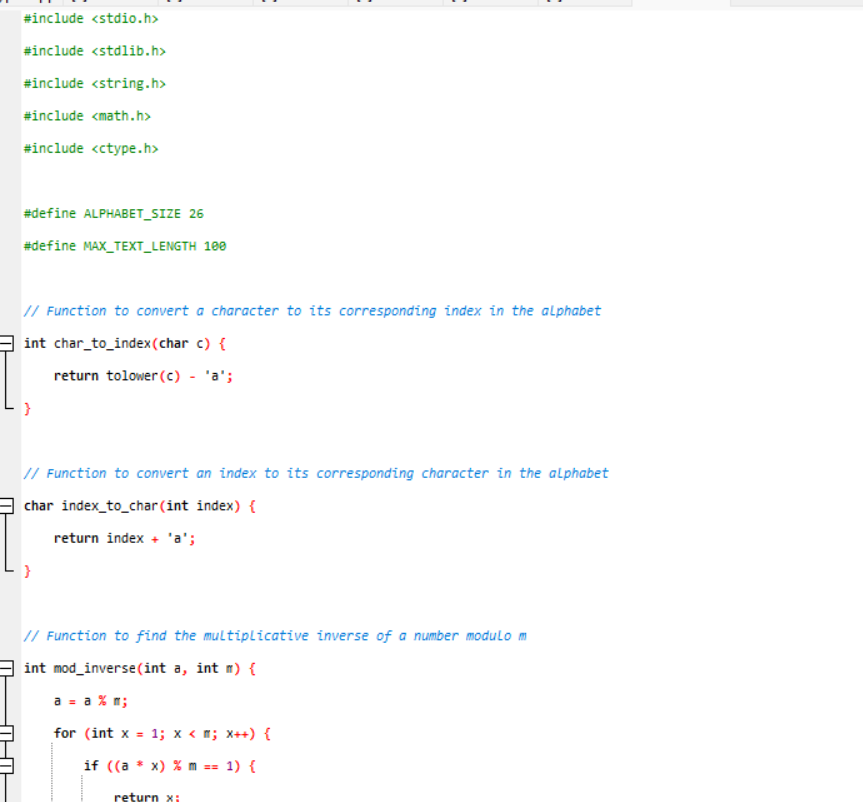 #include <stdio.h>
#include <stdlib.h>
#include <string.h>
#include <math.h>
#include <ctype.h>
#define ALPHABET_SIZE 26
#define MAX_TEXT_LENGTH 100
// Function to convert a character to its corresponding index in the alphabet
int char_to_index(char c) {
return tolower(c) - 'a';
}
// Function to convert an index to its corresponding character in the alphabet
char index_to_char(int index) {
return index + 'a';
}
// Function to find the multiplicative inverse of a number modulo m
int mod_inverse(int a, int m) {
a = a % m;
for (int x = 1; x < m; x++) {
if ((a * x) % m == 1) {
return x;